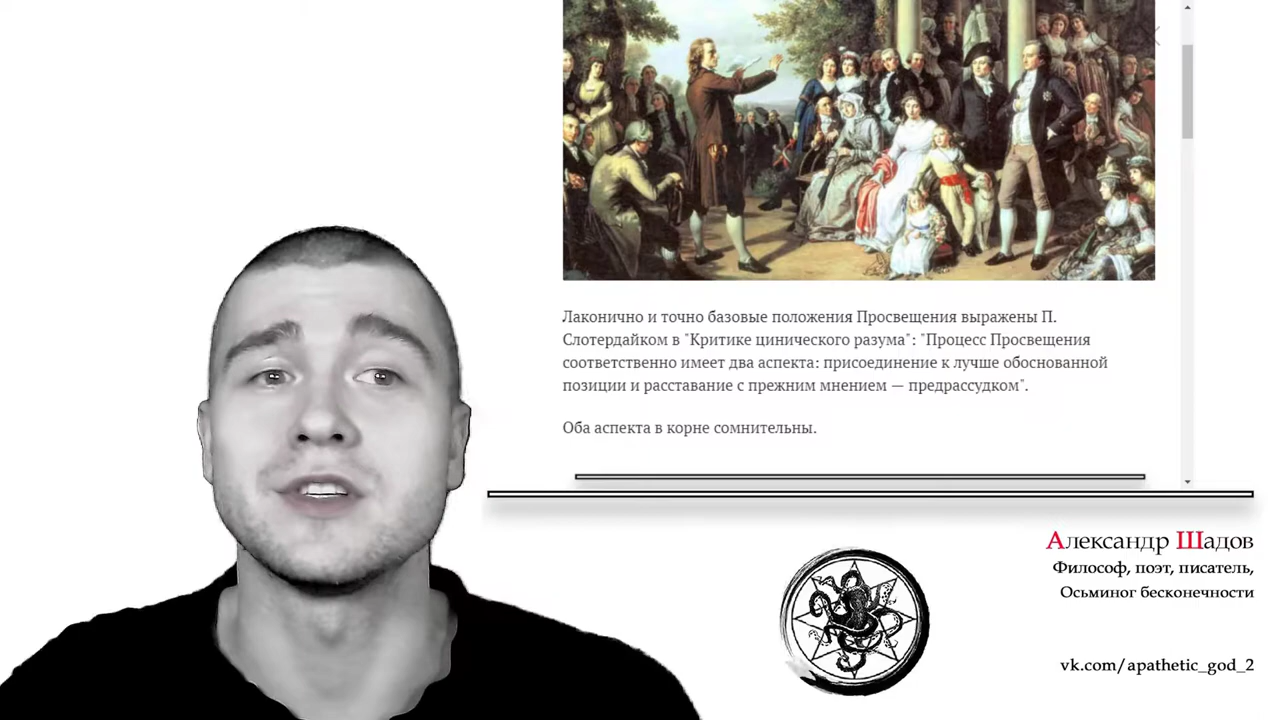 Лаконично и точно базовые положения Просвещения выражены П.
Слотердайком в "Критике цинического разума": "Процесс Просвещения
соответственно имеет два аспекта: присоединение к лучше обоснованной
позиции и расставание с прежним мнением — предрассудком".
Оба аспекта в корне сомнительны.
Александр Шадов
Философ, поэт, писатель,
Осьминог бесконечности
vk.com/apathetic_god_2